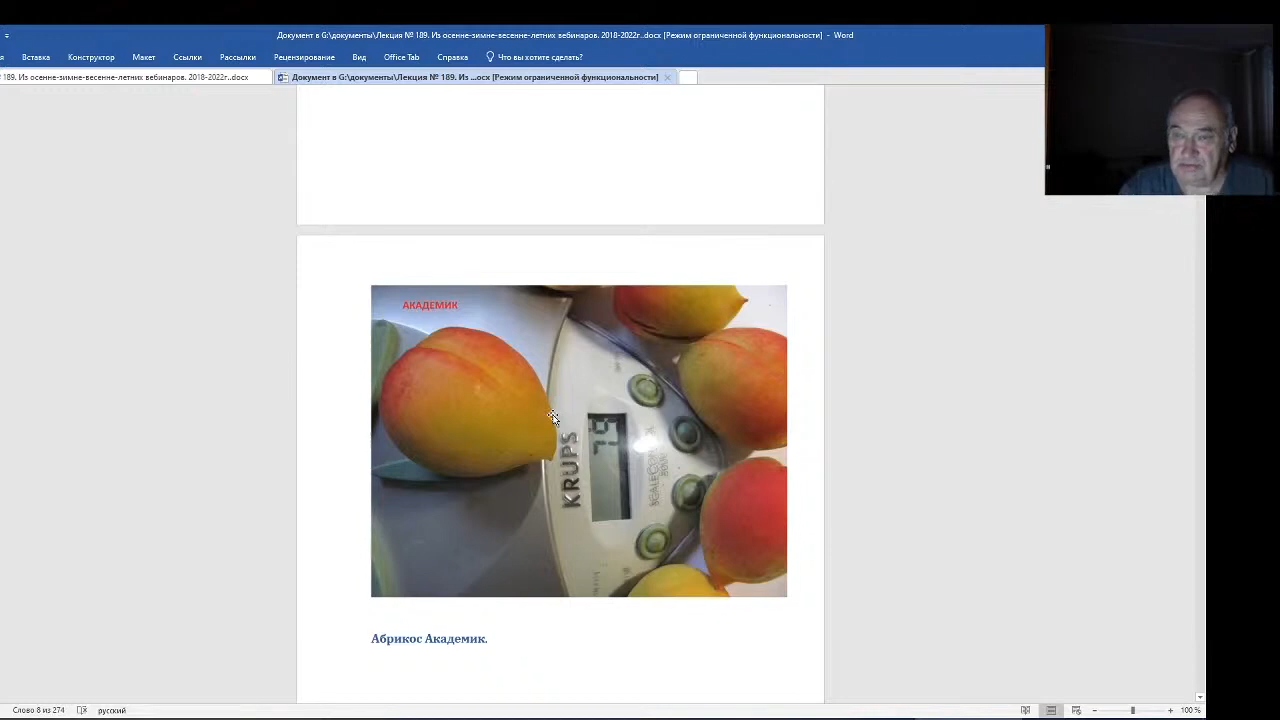 Документ в G:\документы\Лекция № 189. Из осенне-зимне-весенне-летних вебинаров. 2018-2022г..docx [Режим ограниченной функциональности] - Word
Вставка Конструктор Макет Ссылки Рассылки Рецензирование Вид Office Tab Справка Что вы хотите сделать?
189. Из осенне-зимне-весенне-летних вебинаров. 2018-2022г..docx Документ в G:\документы\Лекция № 189. Из ...осx [Режим ограниченной функциональности]
АКАДЕМИК
KRUPS
Абрикос Академик.
Слово 8 из 274 русский 100 %